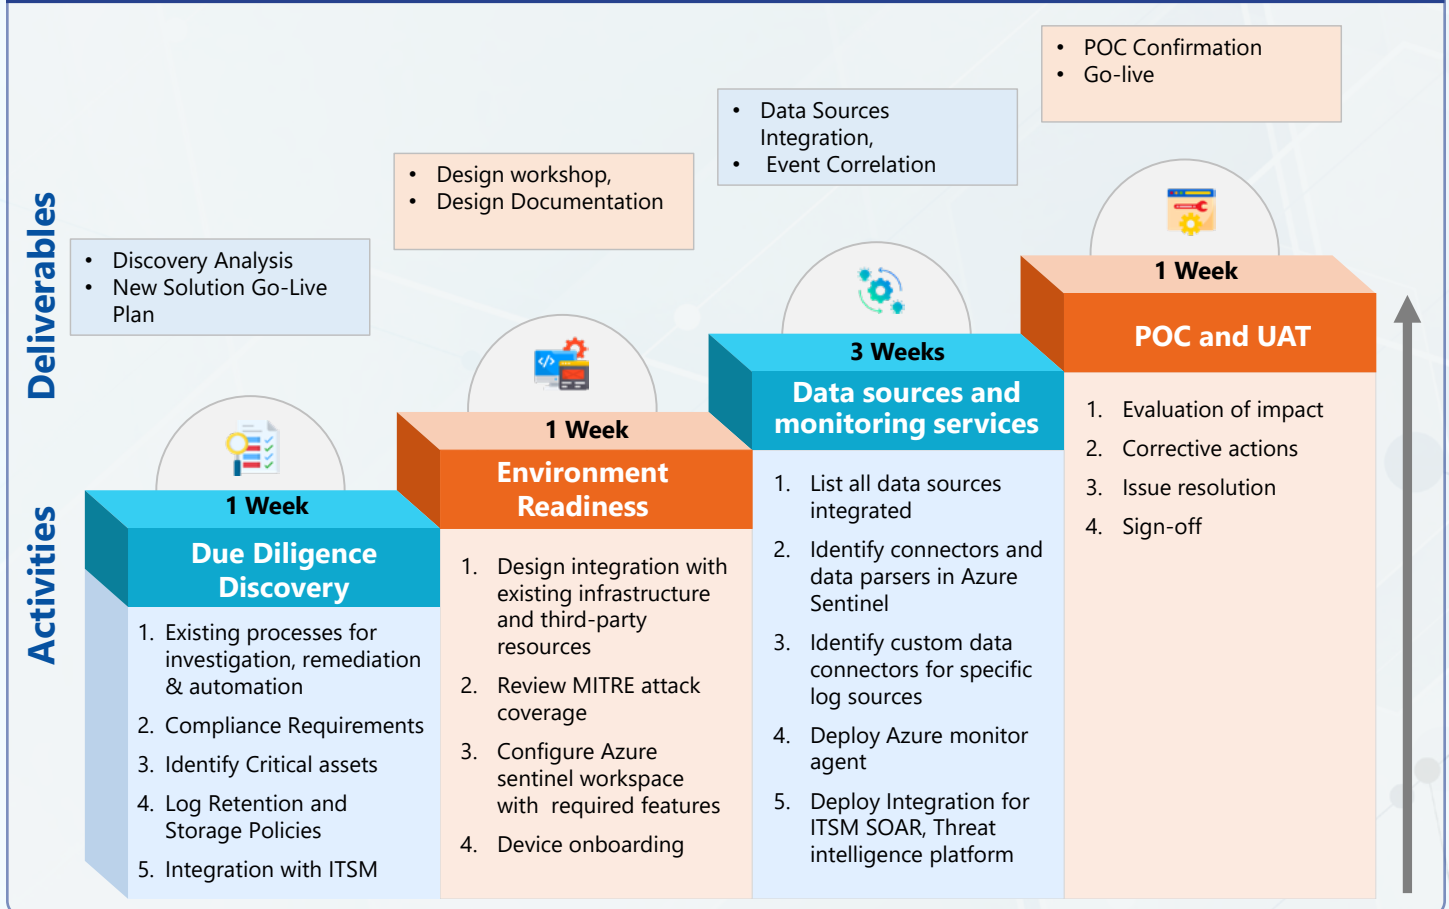 Deliverables
Activities
• Discovery Analysis
• New Solution Go-Live
Plan
1 Week
Due Diligence
Discovery
1. Existing processes for
investigation, remediation
& automation
2. Compliance Requirements
3. Identify Critical assets
4. Log Retention and
Storage Policies
5. Integration with ITSM
• Design workshop,
• Design Documentation
1 Week
Environment
Readiness
1. Design integration with
existing infrastructure
and third-party
resources
2. Review MITRE attack
coverage
3. Configure Azure
sentinel workspace
with required features
4. Device onboarding
• Data Sources
Integration,
• Event Correlation
3 Weeks
Data sources and
monitoring services
1. List all data sources
integrated
2. Identify connectors and
data parsers in Azure
Sentinel
3. Identify custom data
connectors for specific
log sources
4. Deploy Azure monitor
agent
5. Deploy Integration for
ITSM SOAR, Threat
intelligence platform
• POC Confirmation
• Go-live
1 Week
POC and UAT
1. Evaluation of impact
2. Corrective actions
3. Issue resolution
4. Sign-off